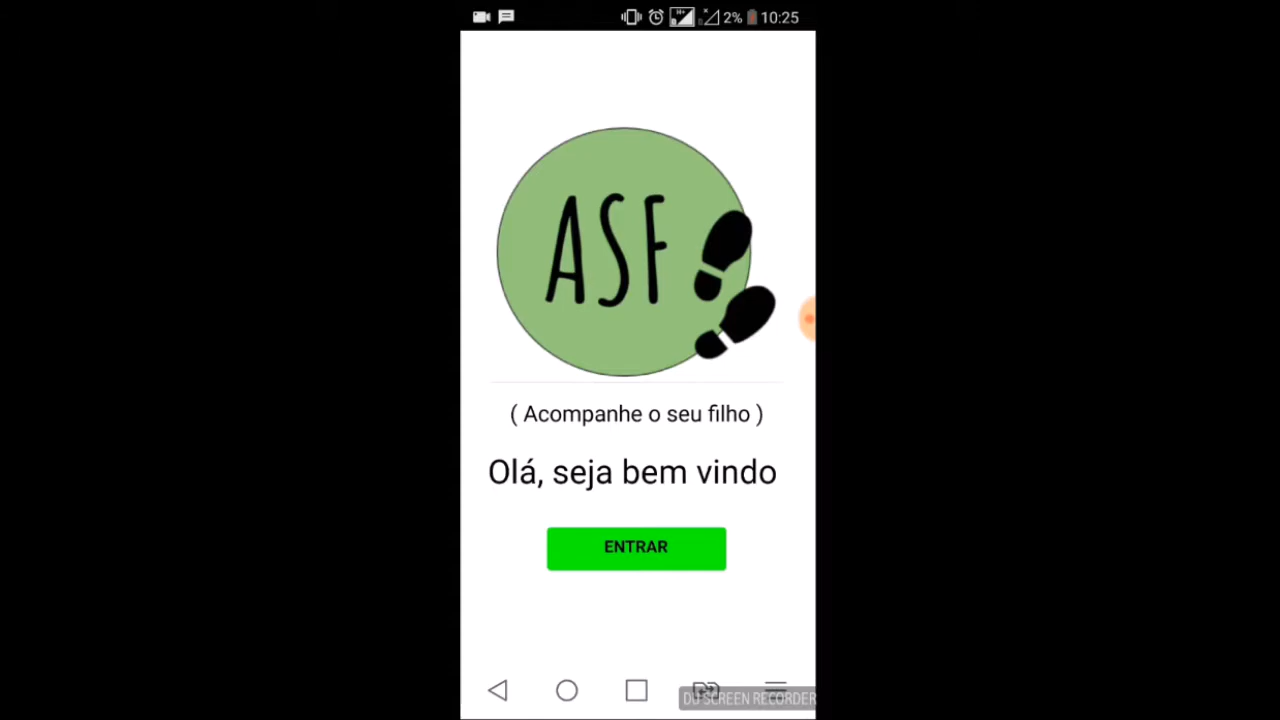 2% 10:25
ASF
( Acompanhe o seu filho )
Olá, seja bem vindo
ENTRAR
DU SCREEN RECORDER